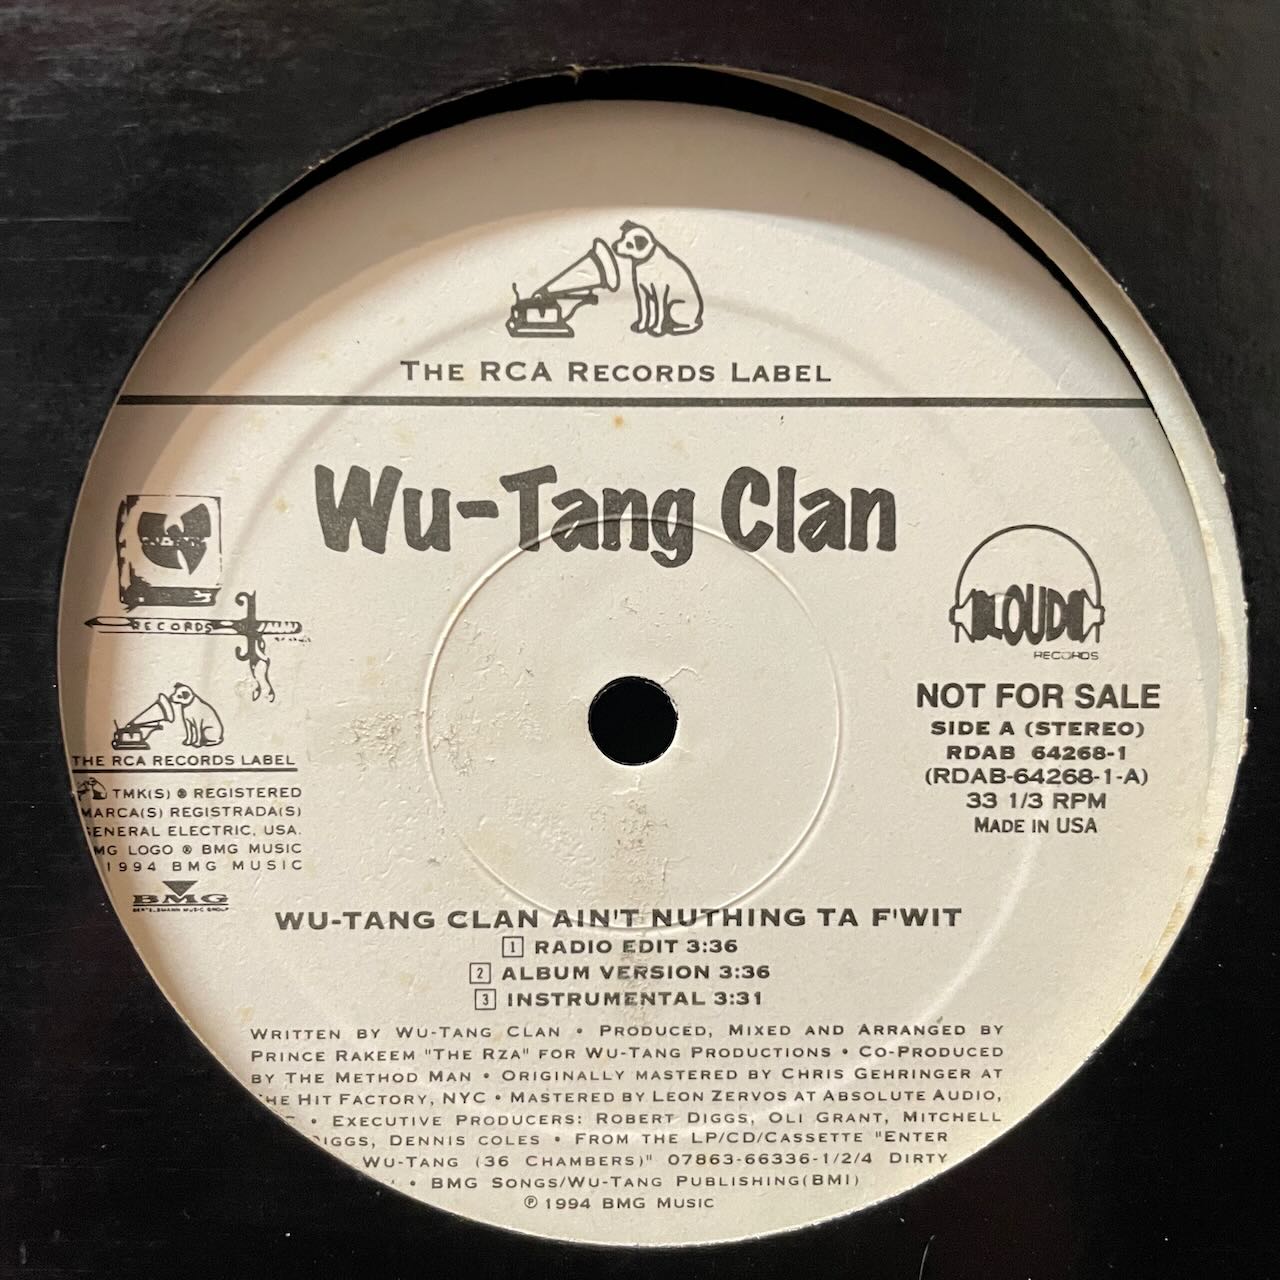 THE RCA RECORDS LABEL
Wu-Tang Clan
RECORDS
THE RCA RECORDS LABEL
TMK(S) ® REGISTERED
MARCA(S) REGISTRADA(S)
GENERAL ELECTRIC, USA.
MG LOGO ® BMG MUSIC
1994 BMG MUSIC
BMG
BERTELSMANN MUSIC GROUP
LOUD
RECORDS
NOT FOR SALE
SIDE A (STEREO)
RDAB 64268-1
(RDAB-64268-1-A)
33 1/3 RPM
MADE IN USA
WU-TANG CLAN AIN'T NUTHING TA F'WIT
1 RADIO EDIT 3:36
2 ALBUM VERSION 3:36
3 INSTRUMENTAL 3:31
WRITTEN BY WU-TANG CLAN • PRODUCED, MIXED AND ARRANGED BY
PRINCE RAKEEM "THE RZA" FOR WU-TANG PRODUCTIONS • CO-PRODUCED
BY THE METHOD MAN • ORIGINALLY MASTERED BY CHRIS GEHRINGER AT
HE HIT FACTORY, NYC • MASTERED BY LEON ZERVOS AT ABSOLUTE AUDIO,
• EXECUTIVE PRODUCERS: ROBERT DIGGS, OLI GRANT, MITCHELL
DIGGS, DENNIS COLES • FROM THE LP/CD/CASSETTE "ENTER
WU-TANG (36 CHAMBERS)" 07863-66336-1/2/4 DIRTY
• BMG SONGS/WU-TANG PUBLISHING(BMI)
℗ 1994 BMG MUSIC